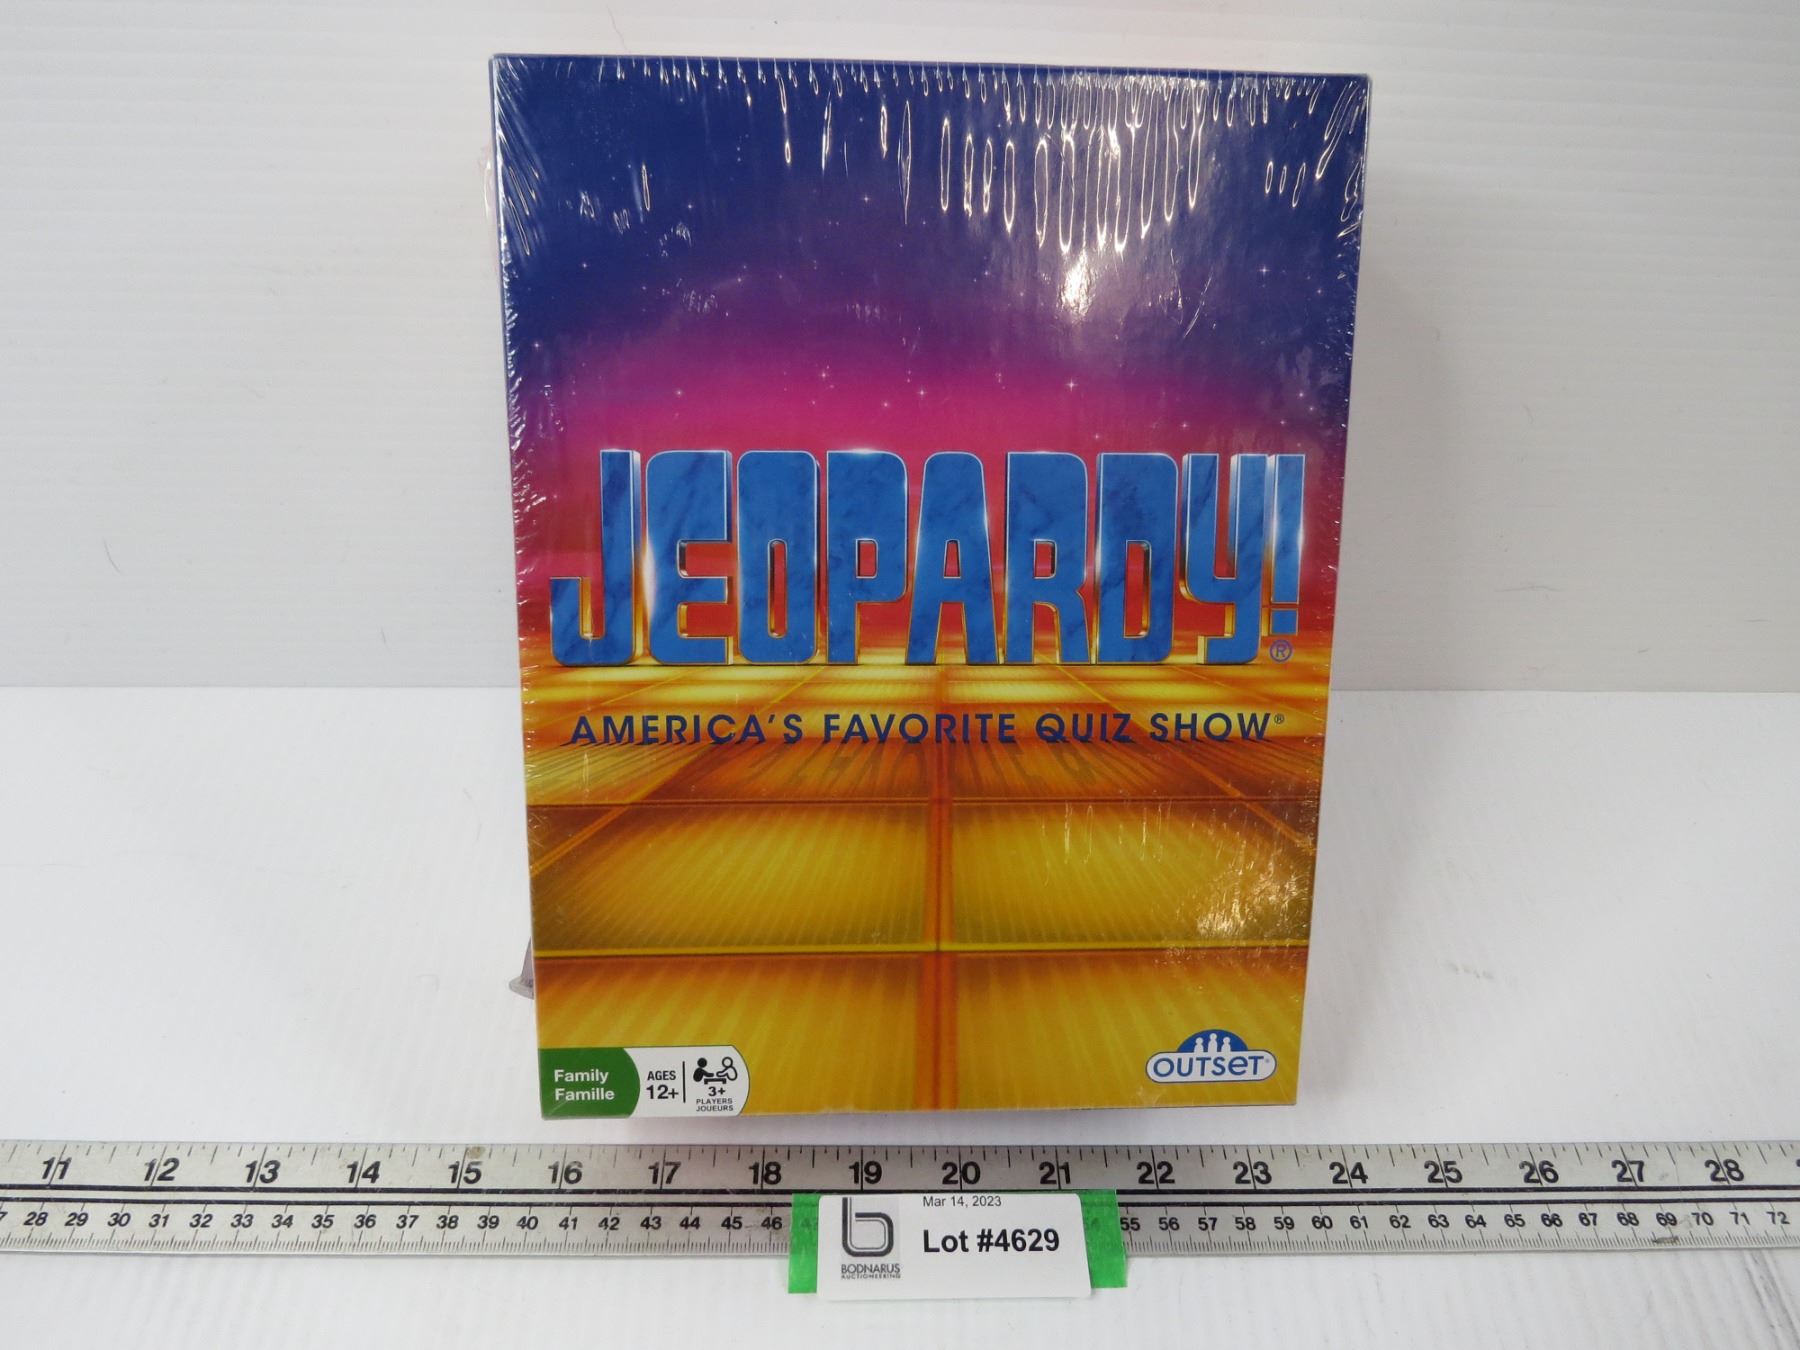 JEOPARDY!®
AMERICA'S FAVORITE QUIZ SHOW®
OUTSET
Family
Famille
AGES
12+
3+
PLAYERS
JOUEURS
11 12 13 14 15 16 17 18 19 20 21 22 23 24 25 26 27 28
28 29 30 31 32 33 34 35 36 37 38 39 40 41 42 43 44 45 46 55 56 57 58 59 60 61 62 63 64 65 66 67 68 69 70 71 72
Mar 14, 2023
Lot #4629
b
BODNARUS
AUCTIONEERING